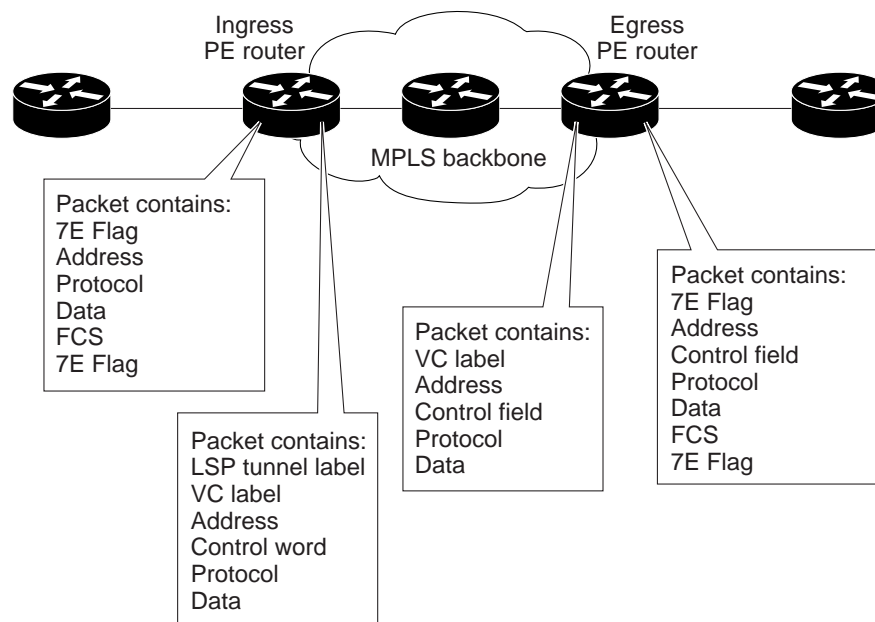 Ingress
PE router
Egress
PE router
MPLS backbone
Packet contains:
7E Flag
Address
Protocol
Data
FCS
7E Flag
Packet contains:
LSP tunnel label
VC label
Address
Control word
Protocol
Data
Packet contains:
VC label
Address
Control field
Protocol
Data
Packet contains:
7E Flag
Address
Control field
Protocol
Data
FCS
7E Flag